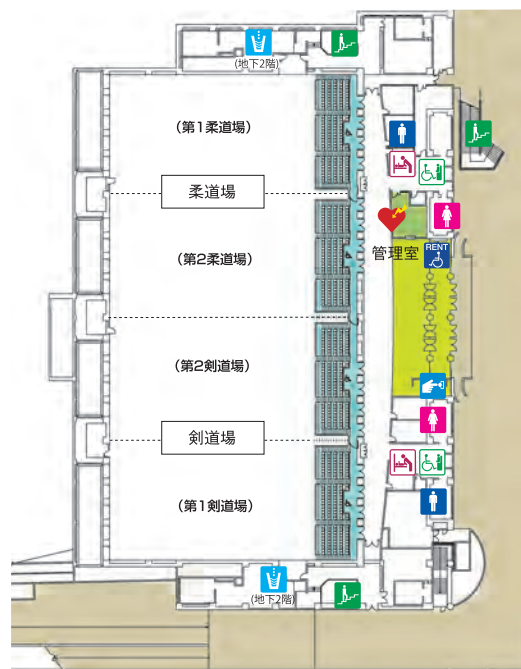 (地下2階)
(第1柔道場)
柔道場
管理室
(第2柔道場)
RENT
(第2剣道場)
剣道場
(第1剣道場)
(地下2階)